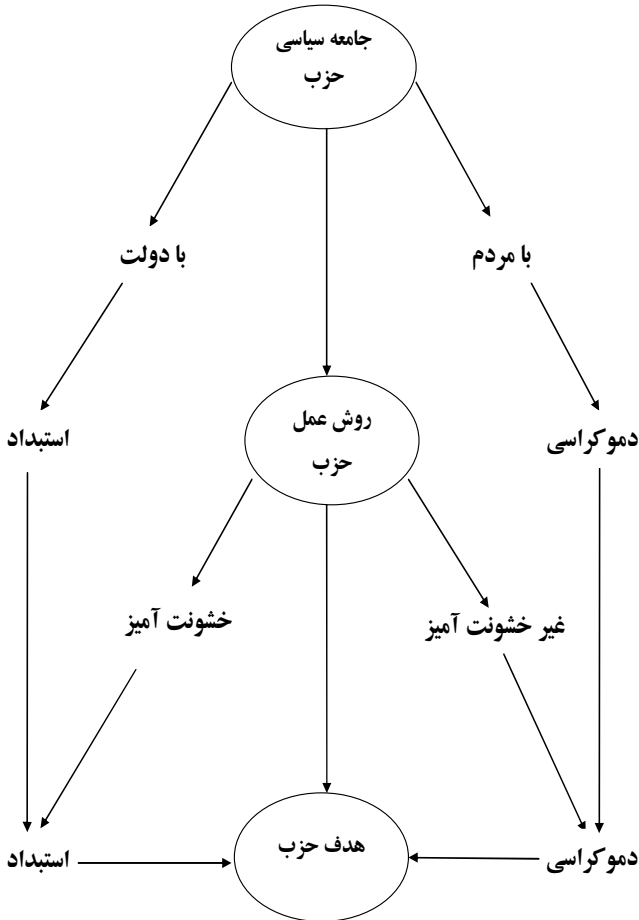 جامعه سیاسی
حزب
با مردم
با دولت
روش عمل
حزب
دموکراسی
استبداد
غیر خشونت آمیز
خشونت آمیز
هدف حزب
دموکراسی
استبداد